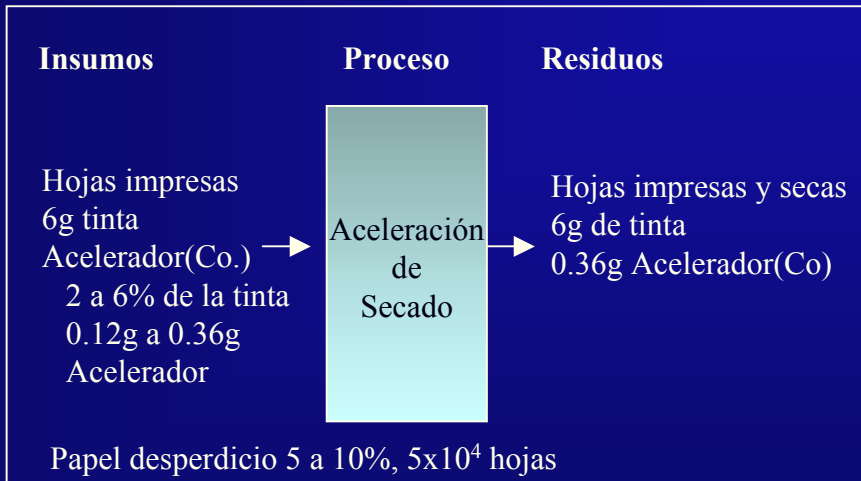 Insumos
Proceso
Residuos
Hojas impresas
6g tinta
Acelerador(Co.)
2 a 6% de la tinta
0.12g a 0.36g
Acelerador
Aceleración
de
Secado
Hojas impresas y secas
6g de tinta
0.36g Acelerador(Co)
Papel desperdicio 5 a 10%, 5x10⁴ hojas